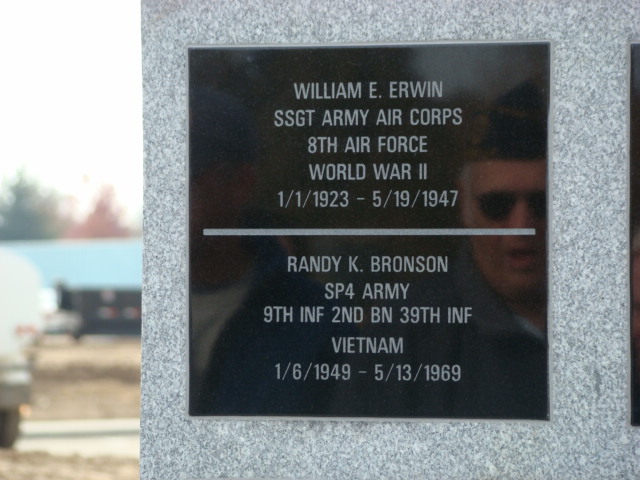 WILLIAM E. ERWIN
SSGT ARMY AIR CORPS
8TH AIR FORCE
WORLD WAR II
1/1/1923 - 5/19/1947
RANDY K. BRONSON
SP4 ARMY
9TH INF 2ND BN 39TH INF
VIETNAM
1/6/1949 - 5/13/1969